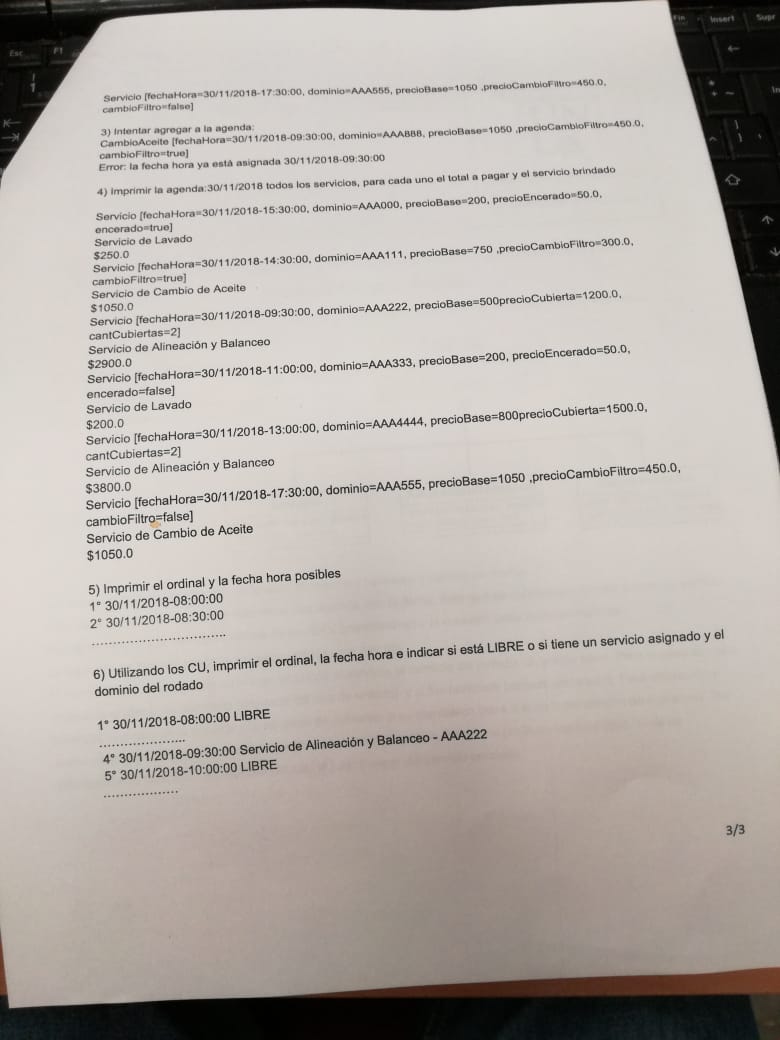 Esc
F1
Fin
Insert
Supr
Servicio [fechaHora=30/11/2018-17:30:00, dominio=AAA555, precioBase=1050 ,precioCambioFiltro=450.0,
cambioFiltro=false]
3) Intentar agregar a la agenda:
CambioAceite [fechaHora=30/11/2018-09:30:00, dominio=AAA888, precioBase=1050 ,precioCambioFiltro=450.0,
cambioFiltro=true]
Error: la fecha hora ya está asignada 30/11/2018-09:30:00
4) Imprimir la agenda:30/11/2018 todos los servicios, para cada uno el total a pagar y el servicio brindado
Servicio [fechaHora=30/11/2018-15:30:00, dominio=AAA000, precioBase=200, precioEncerado=50.0,
encerado=true]
Servicio de Lavado
$250.0
Servicio [fechaHora=30/11/2018-14:30:00, dominio=AAA111, precioBase=750 ,precioCambioFiltro=300.0,
cambioFiltro=true]
Servicio de Cambio de Aceite
$1050.0
Servicio [fechaHora=30/11/2018-09:30:00, dominio=AAA222, precioBase=500precioCubierta=1200.0,
cantCubiertas=2]
Servicio de Alineación y Balanceo
$2900.0
Servicio [fechaHora=30/11/2018-11:00:00, dominio=AAA333, precioBase=200, precioEncerado=50.0,
encerado=false]
Servicio de Lavado
$200.0
Servicio [fechaHora=30/11/2018-13:00:00, dominio=AAA4444, precioBase=800precioCubierta=1500.0,
cantCubiertas=2]
Servicio de Alineación y Balanceo
$3800.0
Servicio [fechaHora=30/11/2018-17:30:00, dominio=AAA555, precioBase=1050 ,precioCambioFiltro=450.0,
cambioFiltro=false]
Servicio de Cambio de Aceite
$1050.0
5) Imprimir el ordinal y la fecha hora posibles
1° 30/11/2018-08:00:00
2° 30/11/2018-08:30:00
...............................
6) Utilizando los CU, imprimir el ordinal, la fecha hora e indicar si está LIBRE o si tiene un servicio asignado y el
dominio del rodado
1° 30/11/2018-08:00:00 LIBRE
....................
4° 30/11/2018-09:30:00 Servicio de Alineación y Balanceo - AAA222
5° 30/11/2018-10:00:00 LIBRE
.................
3/3